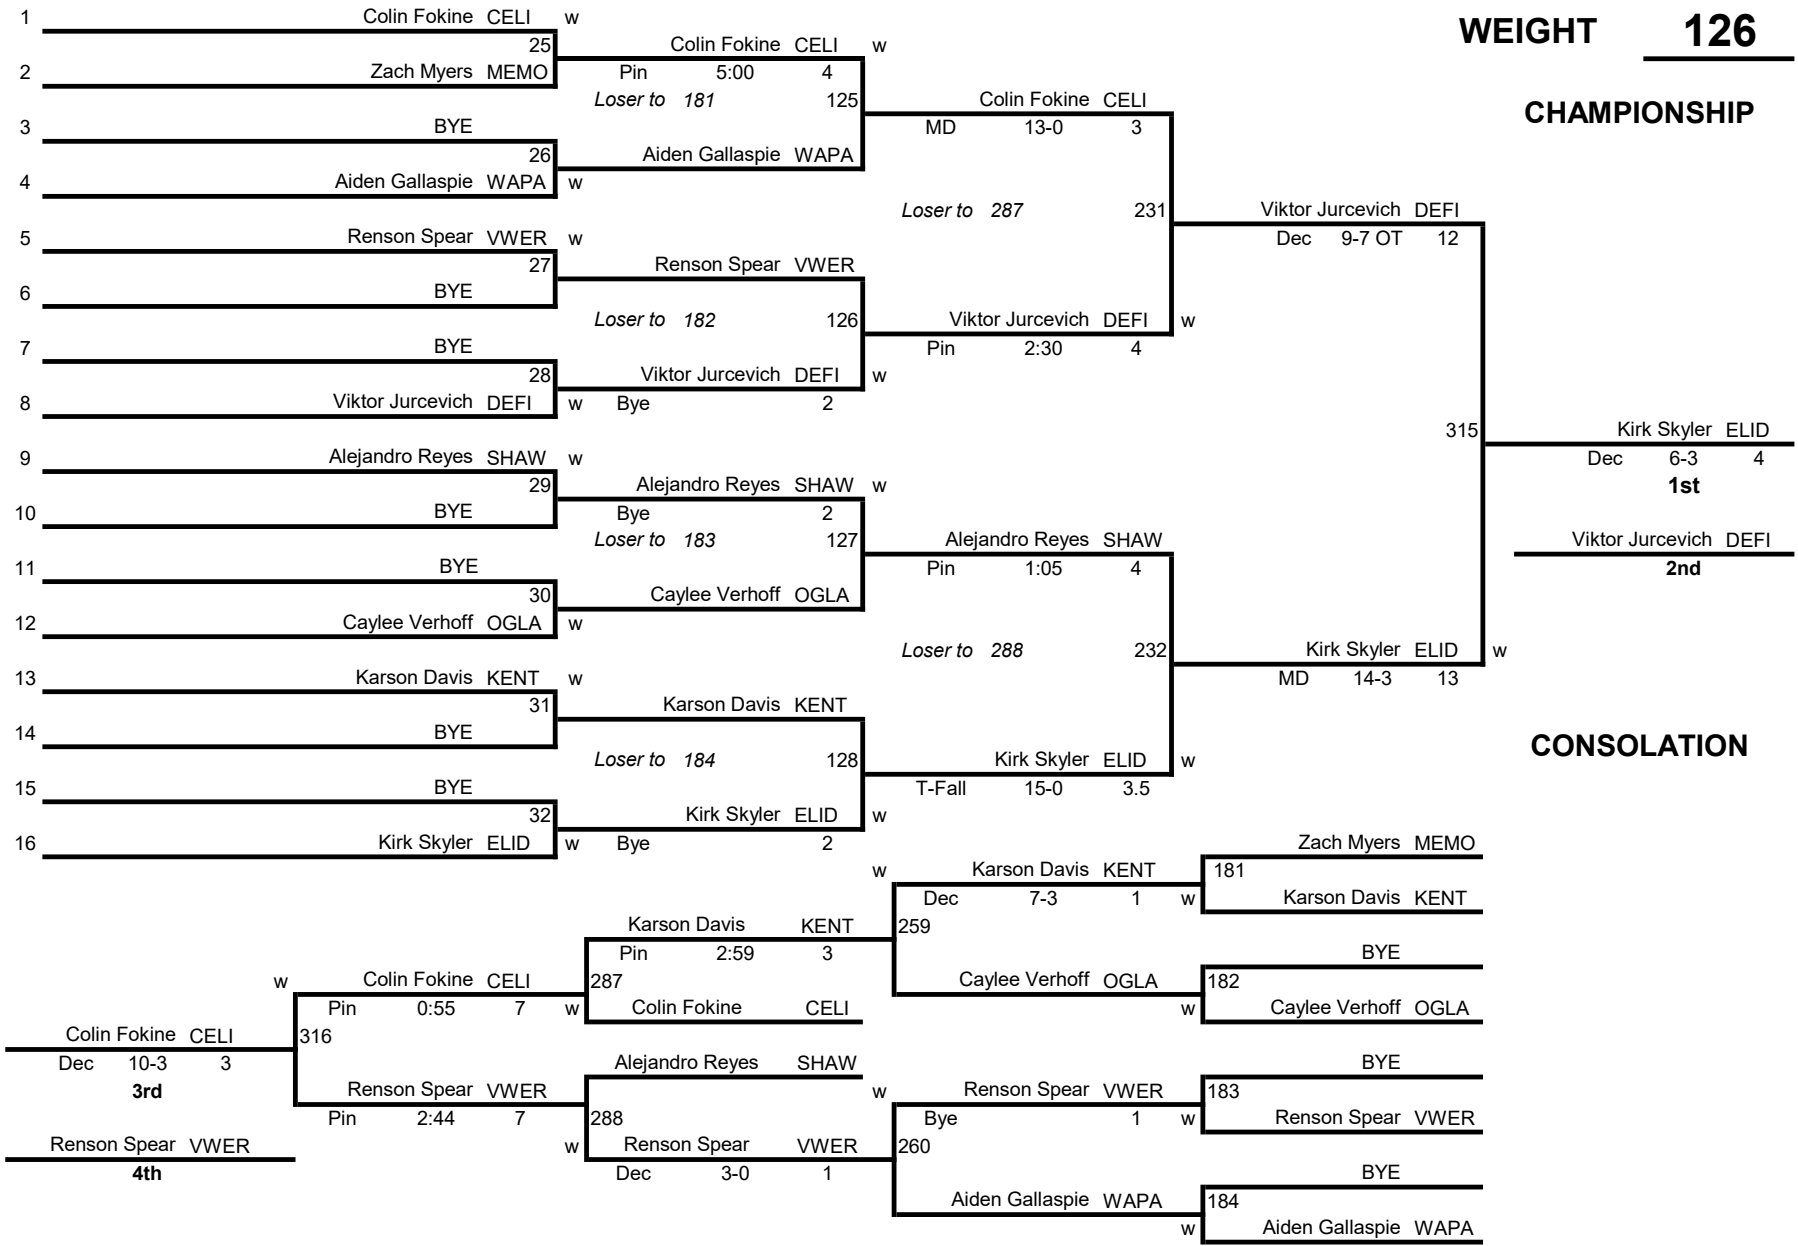 1 Colin Fokine CELI w
WEIGHT 126
25 Colin Fokine CELI w
2 Zach Myers MEMO Pin 5:00 4
Loser to 181 125 Colin Fokine CELI
CHAMPIONSHIP
3 BYE MD 13-0 3
26 Aiden Gallaspie WAPA
4 Aiden Gallaspie WAPA w
Loser to 287 231 Viktor Jurcevich DEFI
5 Renson Spear VWER w Dec 9-7 OT 12
27 Renson Spear VWER
6 BYE
Loser to 182 126 Viktor Jurcevich DEFI w
7 BYE Pin 2:30 4
28 Viktor Jurcevich DEFI w
8 Viktor Jurcevich DEFI w Bye 2
315 Kirk Skyler ELID
9 Alejandro Reyes SHAW w Dec 6-3 4
29 Alejandro Reyes SHAW w 1st
10 BYE Bye 2
Loser to 183 127 Alejandro Reyes SHAW Viktor Jurcevich DEFI
11 BYE Pin 1:05 4 2nd
30 Caylee Verhoff OGLA
12 Caylee Verhoff OGLA w
Loser to 288 232 Kirk Skyler ELID w
13 Karson Davis KENT w MD 14-3 13
31 Karson Davis KENT
14 BYE
CONSOLATION
Loser to 184 128 Kirk Skyler ELID w
15 BYE T-Fall 15-0 3.5
32 Kirk Skyler ELID w
16 Kirk Skyler ELID w Bye 2 Zach Myers MEMO
w Karson Davis KENT 181
Dec 7-3 1 w Karson Davis KENT
Karson Davis KENT 259
Pin 2:59 3 BYE
w Colin Fokine CELI 287 Caylee Verhoff OGLA 182
Pin 0:55 7 w Colin Fokine CELI w Caylee Verhoff OGLA
Colin Fokine CELI 316
Dec 10-3 3 Alejandro Reyes SHAW BYE
3rd Renson Spear VWER w Renson Spear VWER 183
Pin 2:44 7 288 Bye 1 w Renson Spear VWER
Renson Spear VWER w Renson Spear VWER 260
4th Dec 3-0 1 BYE
Aiden Gallaspie WAPA 184
w Aiden Gallaspie WAPA